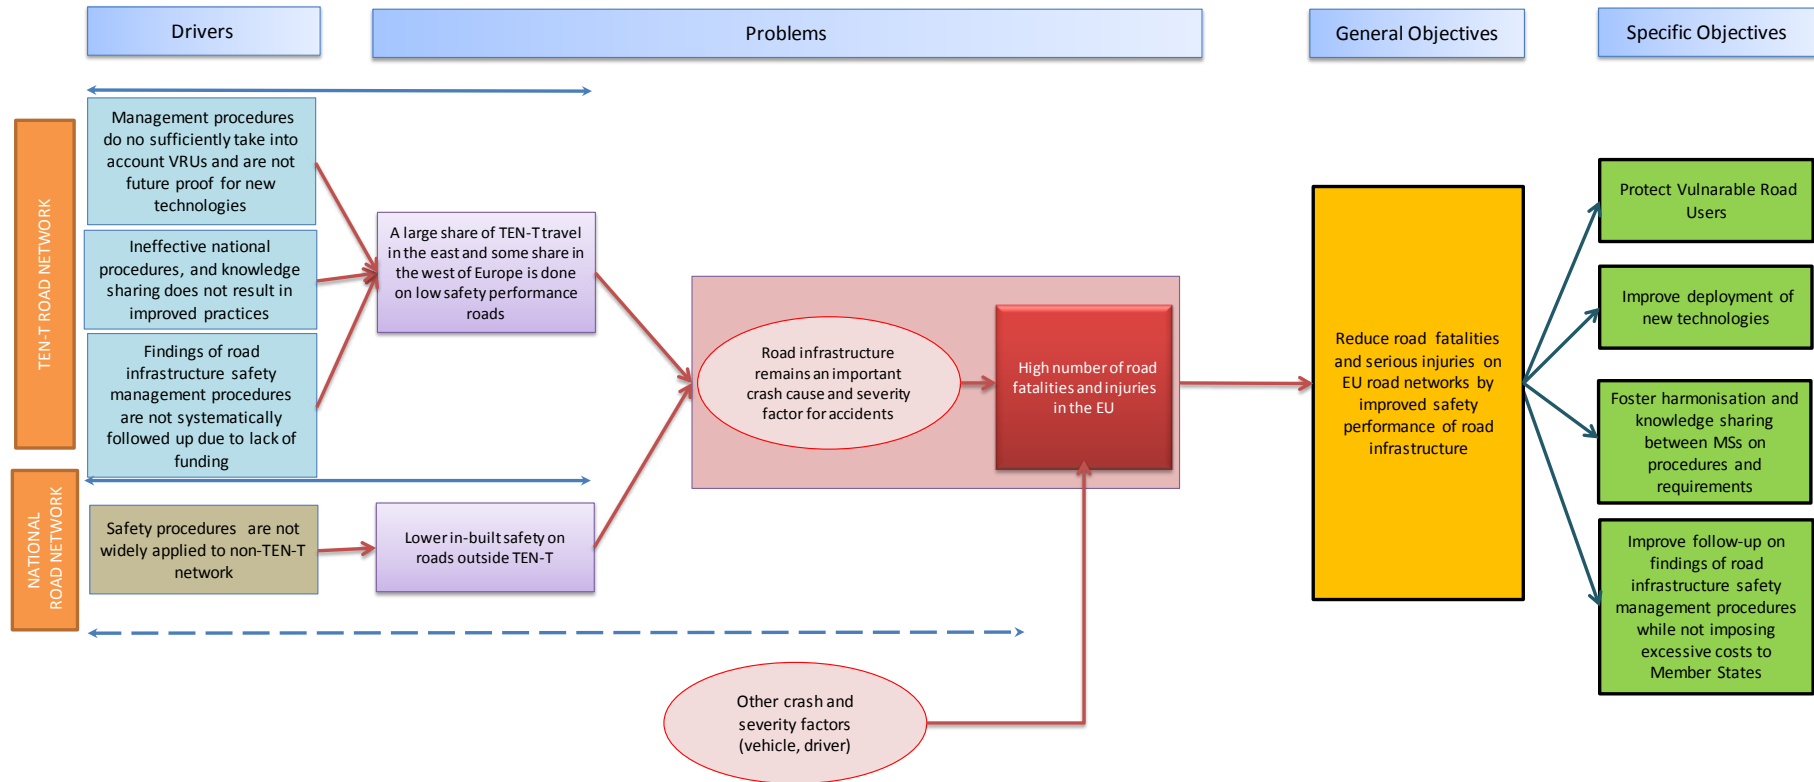 Drivers
Problems
General Objectives
Specific Objectives
TEN-T ROAD NETWORK
Management procedures
do no sufficiently take into
account VRUs and are not
future proof for new
technologies
Ineffective national
procedures, and knowledge
sharing does not result in
improved practices
Findings of road
infrastructure safety
management procedures
are not systematically
followed up due to lack of
funding
NATIONAL
ROAD NETWORK
Safety procedures are not
widely applied to non-TEN-T
network
A large share of TEN-T travel
in the east and some share in
the west of Europe is done
on low safety performance
roads
Lower in-built safety on
roads outside TEN-T
Road infrastructure
remains an important
crash cause and severity
factor for accidents
High number of road
fatalities and injuries
in the EU
Other crash and
severity factors
(vehicle, driver)
Reduce road fatalities
and serious injuries on
EU road networks by
improved safety
performance of road
infrastructure
Protect Vulnarable Road
Users
Improve deployment of
new technologies
Foster harmonisation and
knowledge sharing
between MSs on
procedures and
requirements
Improve follow-up on
findings of road
infrastructure safety
management procedures
while not imposing
excessive costs to
Member States